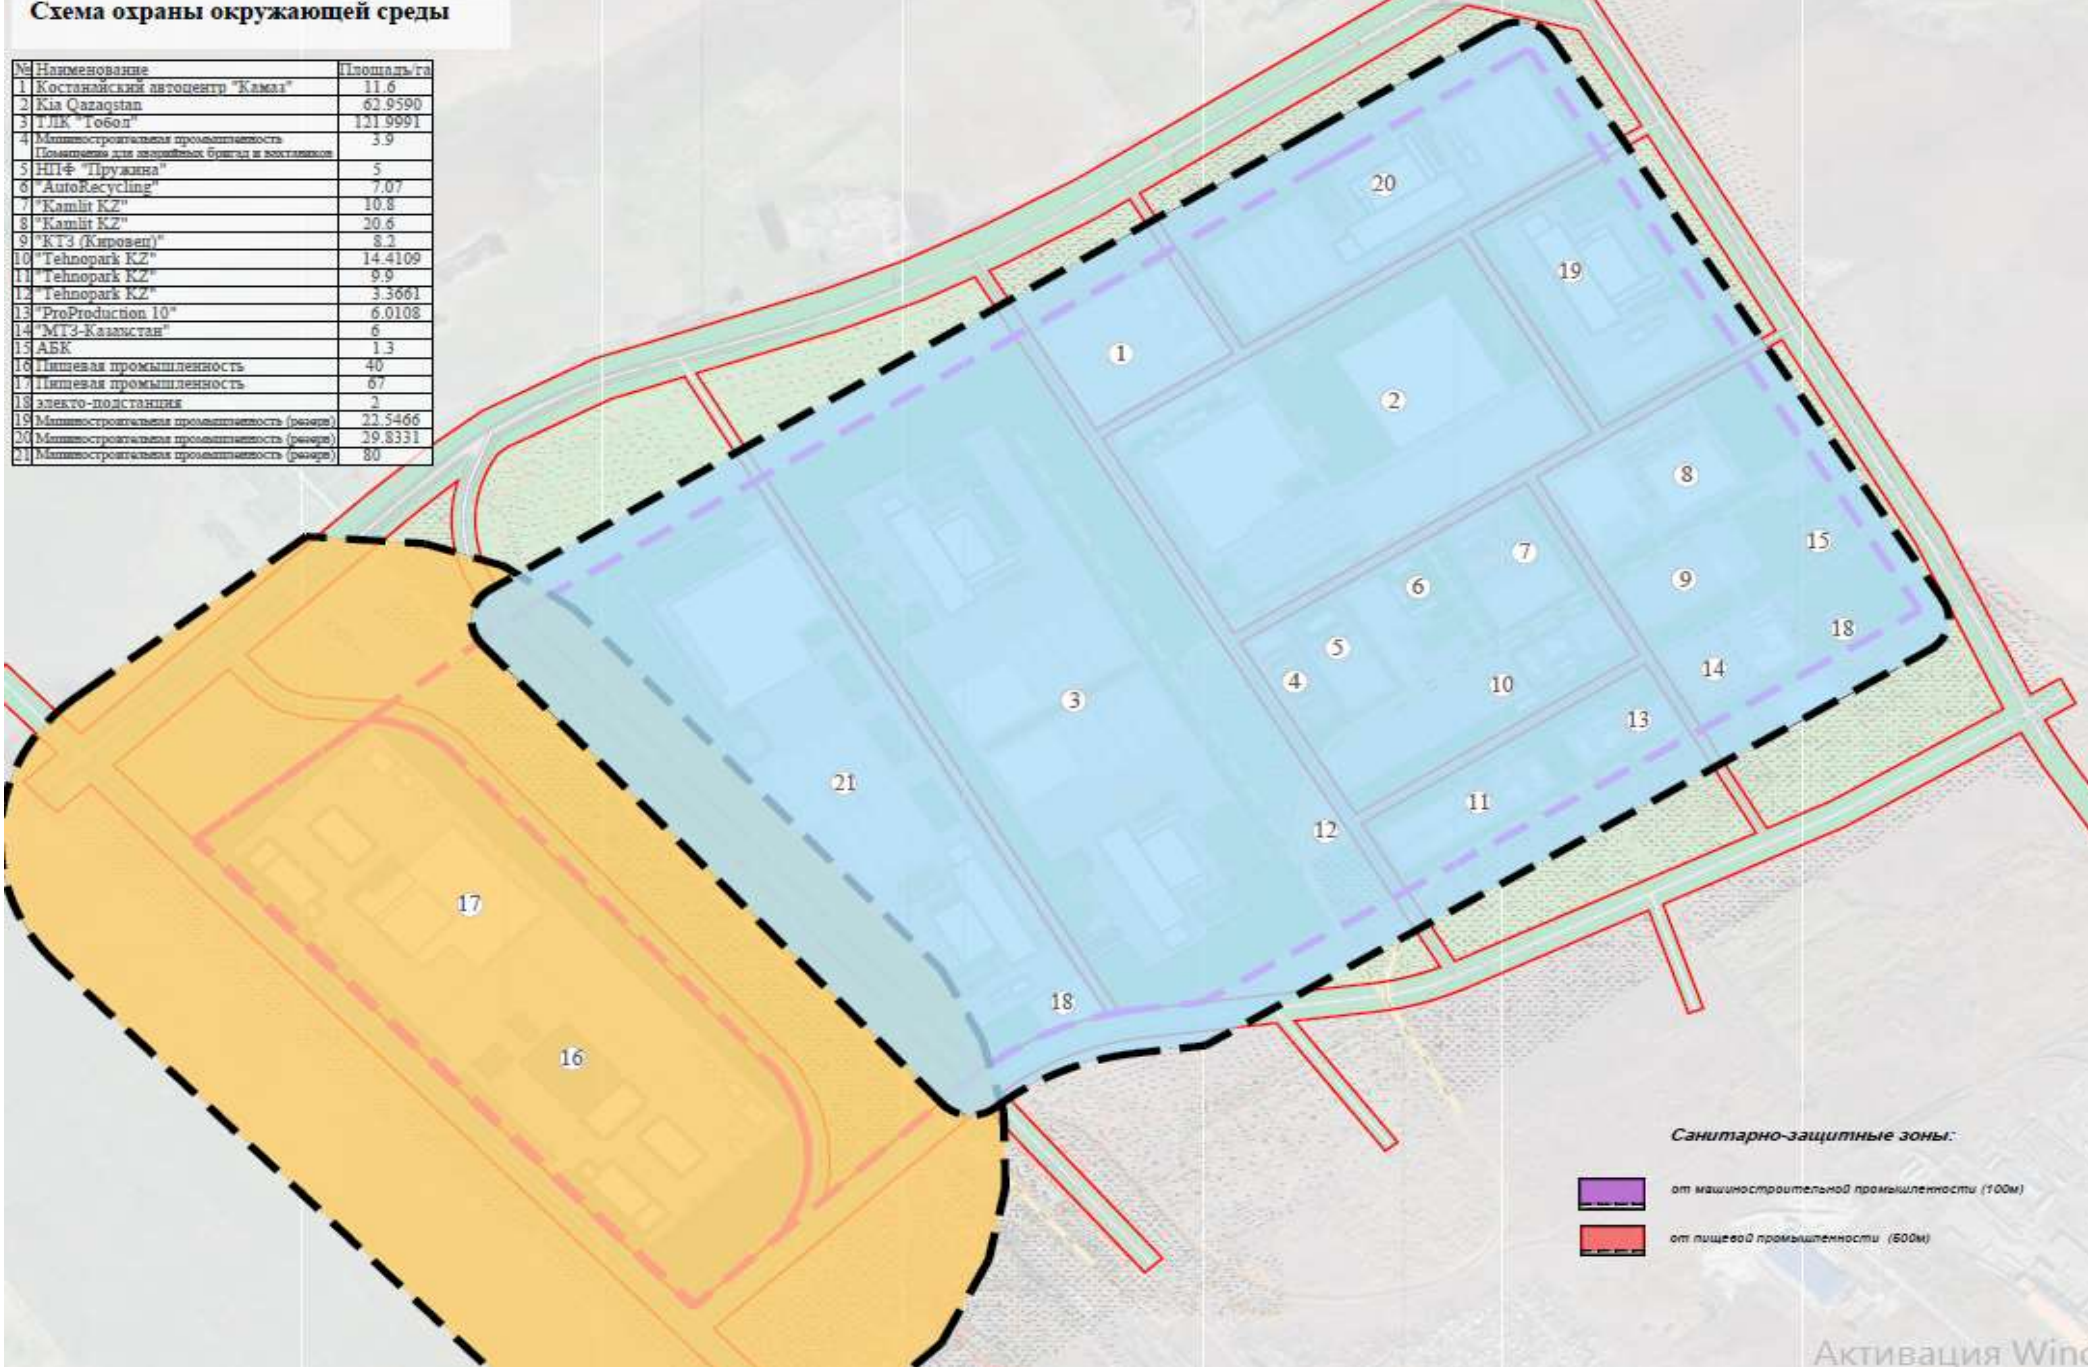 Схема охраны окружающей среды
№ Наименование Площадь/га
1 Костанайский автоцентр "Камаз" 11.6
2 Kia Qazaqstan 62.9590
3 ТЛК "Тобол" 121.9991
4 Машиностроительная промышленность 3.9
Помещение для аварийных бригад и вахтовиков
5 НПФ "Пружина" 5
6 "AutoRecycling" 7.07
7 "Kamlit KZ" 10.8
8 "Kamlit KZ" 20.6
9 "КТЗ (Кировец)" 8.2
10 "Tehnopark KZ" 14.4109
11 "Tehnopark KZ" 9.9
12 "Tehnopark KZ" 3.3661
13 "ProProduction 10" 6.0108
14 "МТЗ-Казахстан" 6
15 АБК 1.3
16 Пищевая промышленность 40
17 Пищевая промышленность 67
18 электо-подстанция 2
19 Машиностроительная промышленность (резерв) 22.5466
20 Машиностроительная промышленность (резерв) 29.8331
21 Машиностроительная промышленность (резерв) 80
20
19
1
2
8
15
7
9
6
18
5
14
4
10
3
13
21
11
12
17
18
16
Санитарно-защитные зоны:
от машиностроительной промышленности (100м)
от пищевой промышленности (500м)
Активация Wind